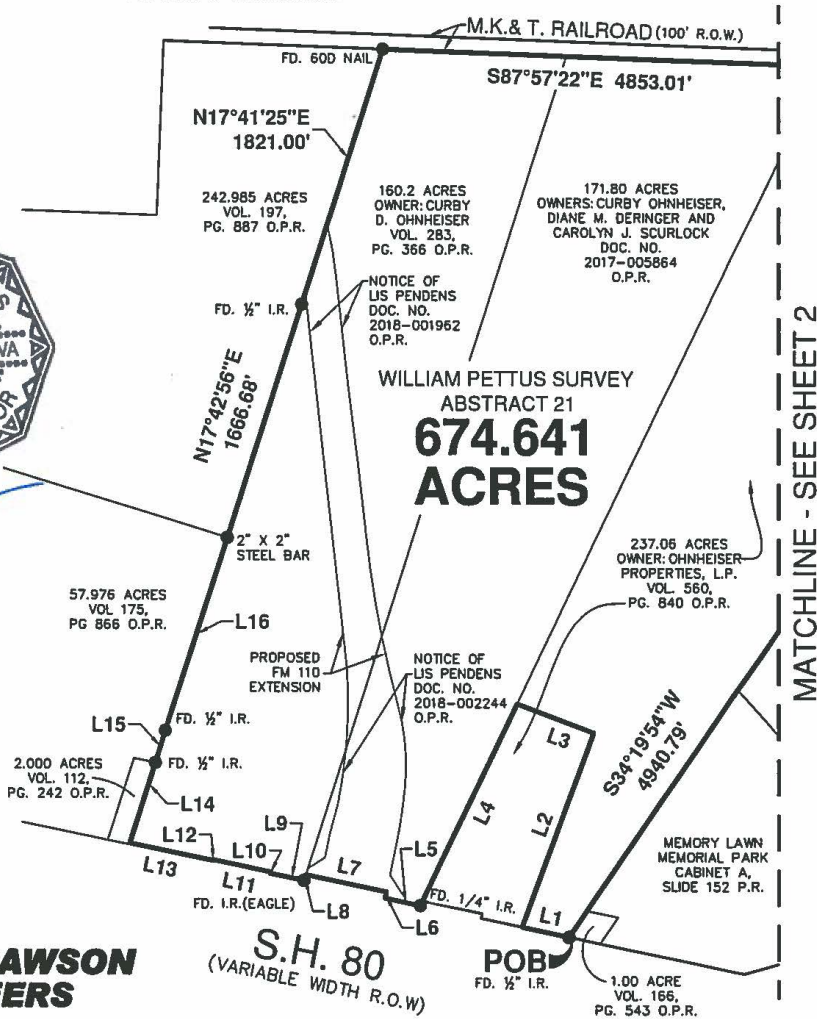 M.K.& T. RAILROAD (100' R.O.W.)
FD. 60D NAIL
S87°57'22"E 4853.01'
N17°41'25"E
1821.00'
242.985 ACRES
VOL. 197,
PG. 887 O.P.R.
160.2 ACRES
OWNER: CURBY
D. OHNHEISER
VOL. 283,
PG. 366 O.P.R.
171.80 ACRES
OWNERS: CURBY OHNHEISER,
DIANE M. DERINGER AND
CAROLYN J. SCURLOCK
DOC. NO.
2017-005864
O.P.R.
FD. ½" I.R.
NOTICE OF
LIS PENDENS
DOC. NO.
2018-001962
O.P.R.
N17°42'56"E
1666.68'
WILLIAM PETTUS SURVEY
ABSTRACT 21
674.641
ACRES
MATCHLINE - SEE SHEET 2
2" X 2"
STEEL BAR
237.06 ACRES
OWNER: OHNHEISER
PROPERTIES, L.P.
VOL. 560,
PG. 840 O.P.R.
57.976 ACRES
VOL 175,
PG 866 O.P.R.
L16
PROPOSED
FM 110
EXTENSION
NOTICE OF
LIS PENDENS
DOC. NO.
2018-002244
O.P.R.
L15
FD. ½" I.R.
FD. ½" I.R.
2.000 ACRES
VOL. 112,
PG. 242 O.P.R.
L14
L3
S34°19'54"W
4940.79'
L4
L2
L12
L9
L10
L7
L5
L13
L11
FD. I.R.(EAGLE)
L8
L6
FD. 1/4" I.R.
L1
MEMORY LAWN
MEMORIAL PARK
CABINET A,
SLIDE 152 P.R.
S.H. 80
(VARIABLE WIDTH R.O.W)
POB
FD. ½" I.R.
1.00 ACRE
VOL. 166,
PG. 543 O.P.R.
AWSON
EERS